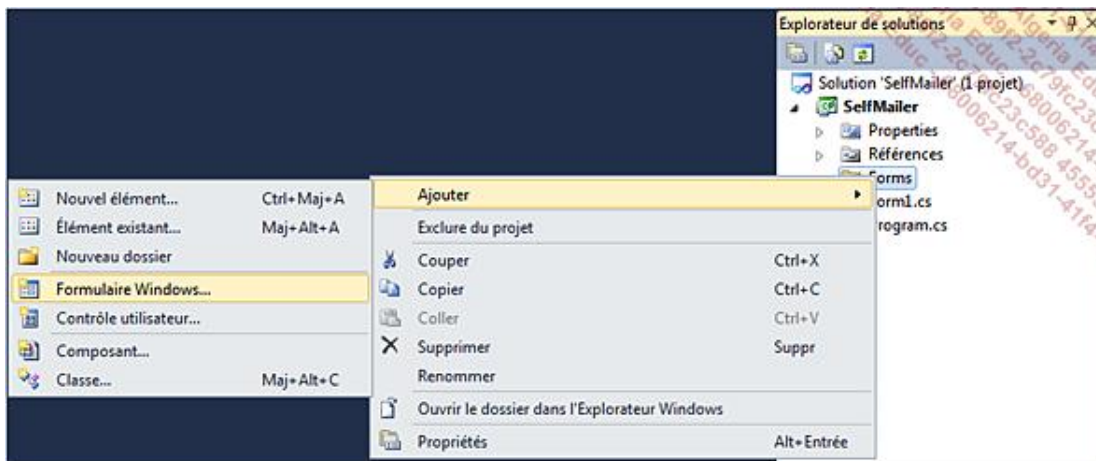 Explorateur de solutions
Solution 'SelfMailer' (1 projet)
SelfMailer
Properties
Références
Forms
orm1.cs
rogram.cs
Ajouter
Exclure du projet
Couper Ctrl+X
Copier Ctrl+C
Coller Ctrl+V
Supprimer Suppr
Renommer
Ouvrir le dossier dans l'Explorateur Windows
Propriétés Alt+Entrée
Nouvel élément... Ctrl+Maj+A
Élément existant... Maj+Alt+A
Nouveau dossier
Formulaire Windows...
Contrôle utilisateur...
Composant...
Classe... Maj+Alt+C